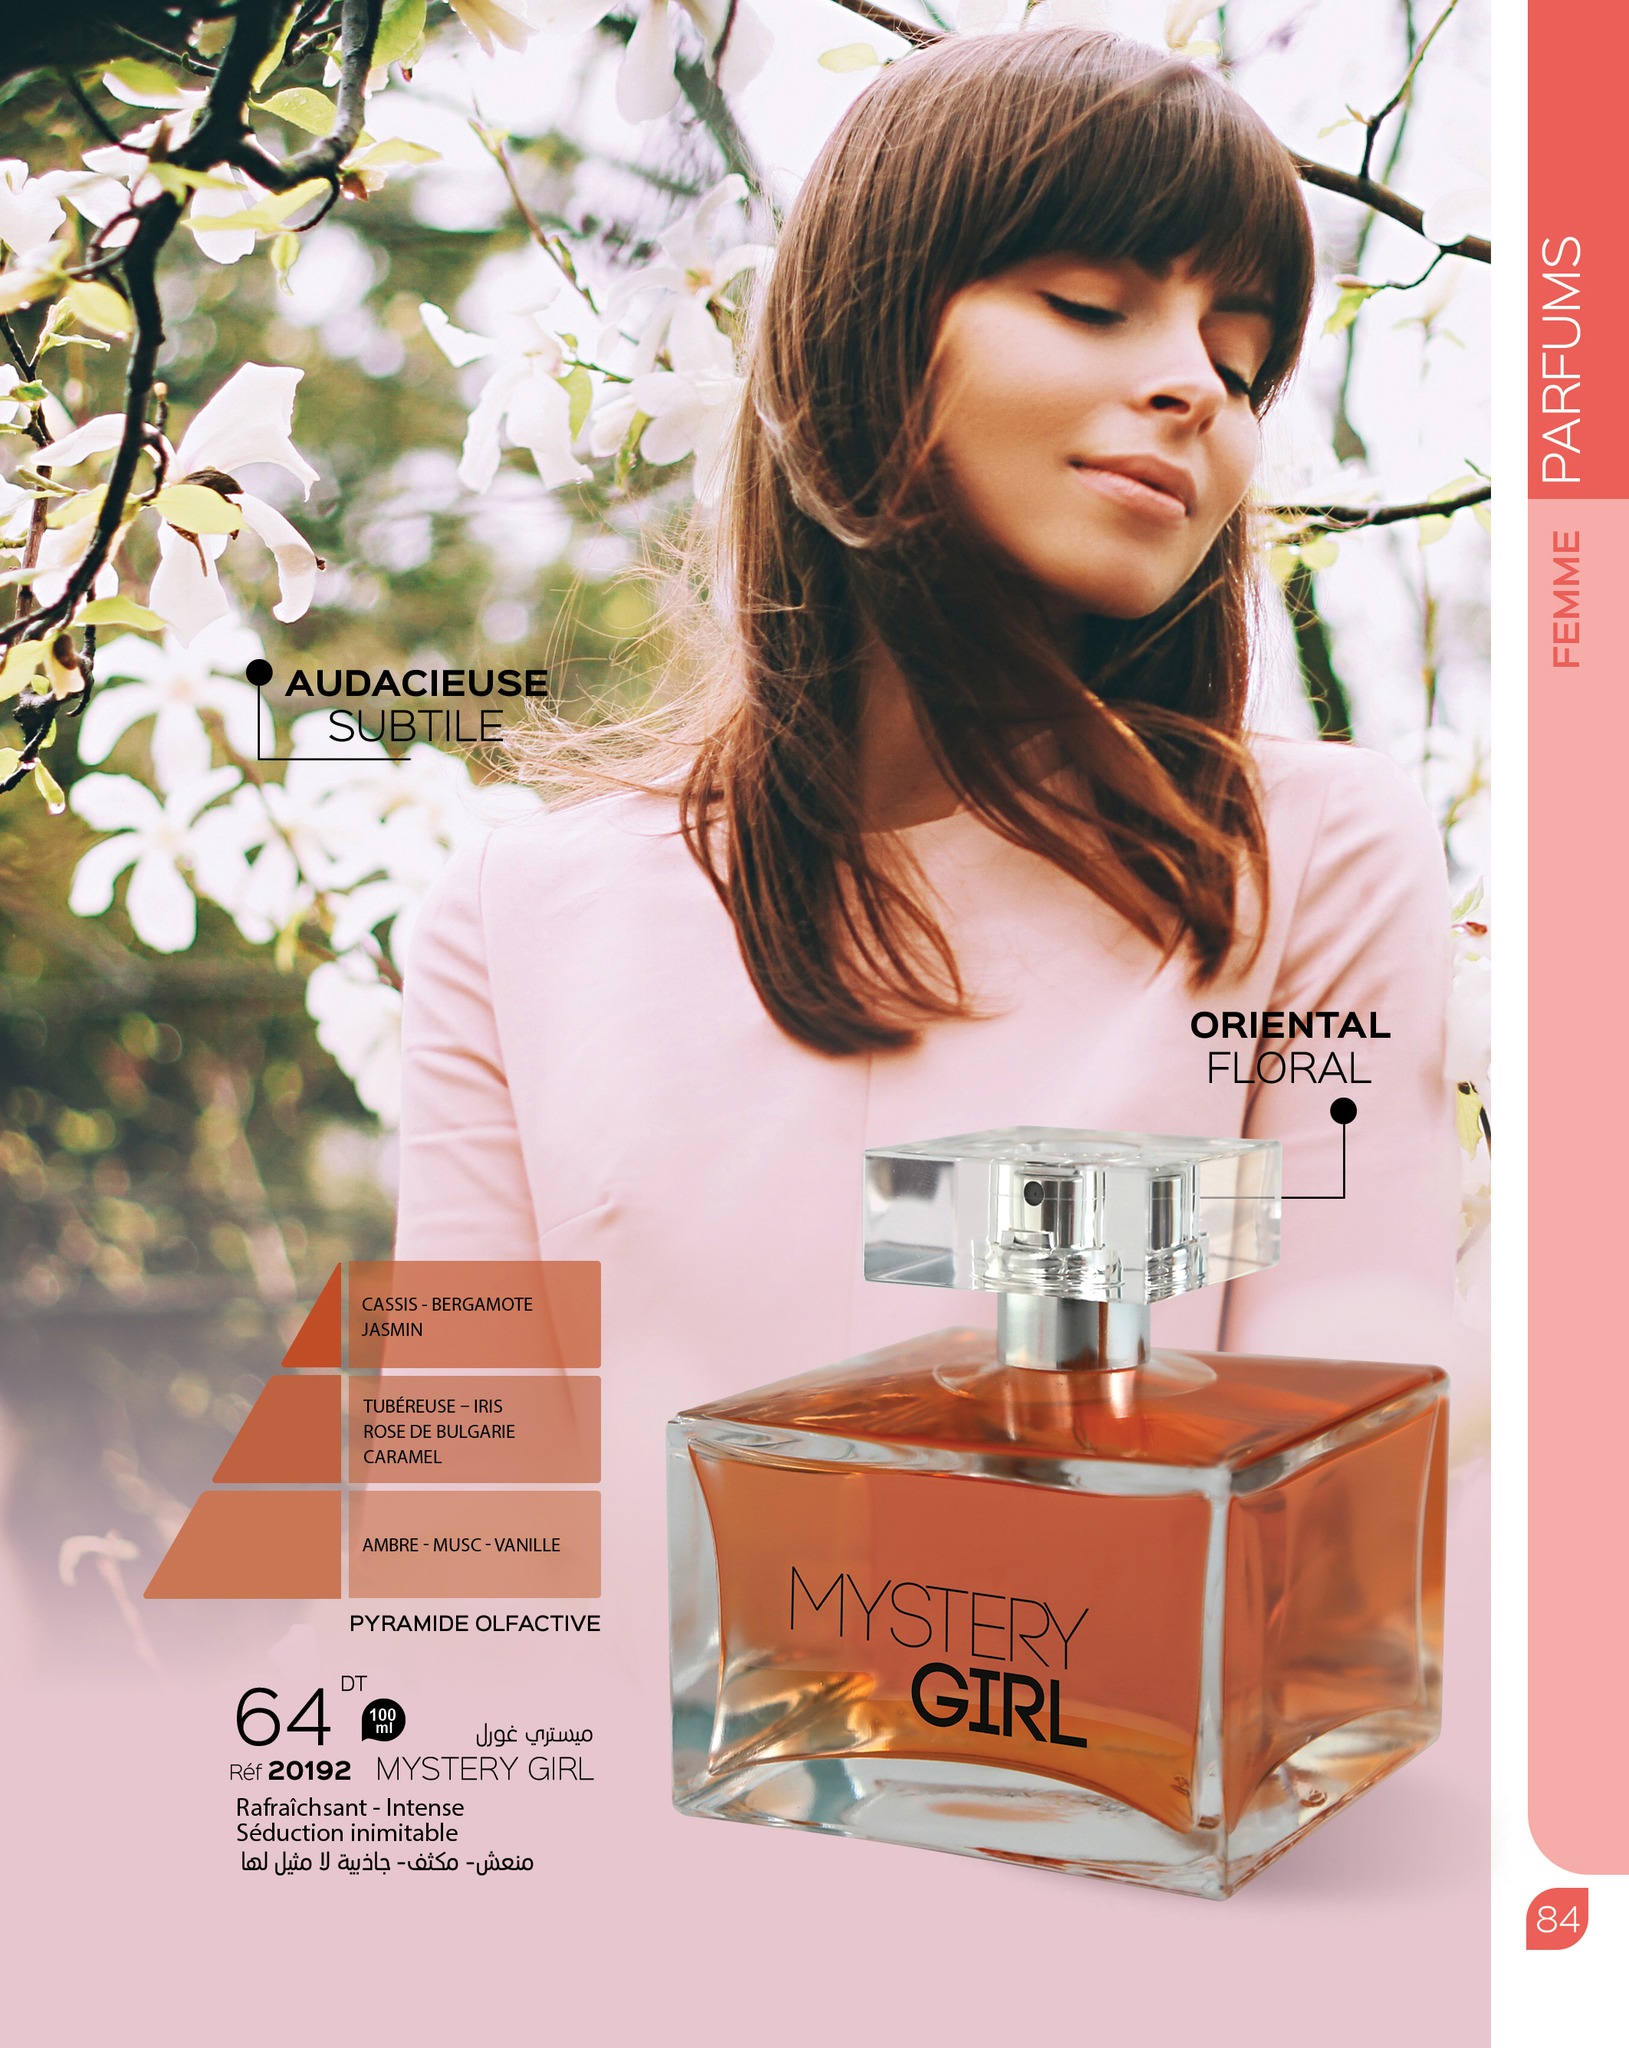 PARFUMS
FEMME
AUDACIEUSE
SUBTILE
ORIENTAL
FLORAL
CASSIS - BERGAMOTE
JASMIN
TUBÉREUSE – IRIS
ROSE DE BULGARIE
CARAMEL
AMBRE - MUSC - VANILLE
PYRAMIDE OLFACTIVE
MYSTERY
GIRL
64 DT
100
ml
ميستري غورل
Réf 20192 MYSTERY GIRL
Rafraîchsant - Intense
Séduction inimitable
منعش- مكثف- جاذبية لا مثيل لها
84